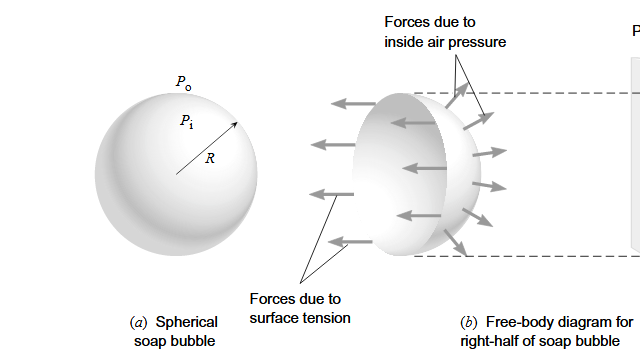 Forces due to
inside air pressure
P
Po
Pi
R
Forces due to
surface tension
(a) Spherical
soap bubble
(b) Free-body diagram for
right-half of soap bubble